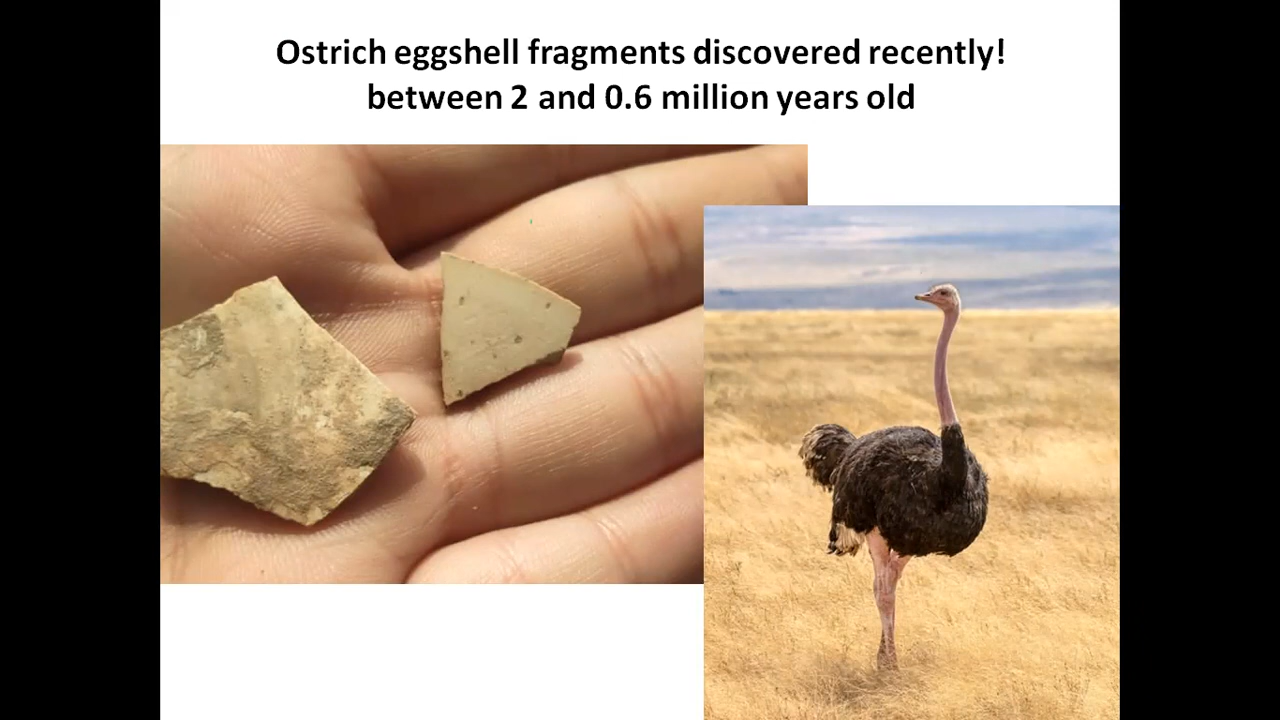 Ostrich eggshell fragments discovered recently!
between 2 and 0.6 million years old